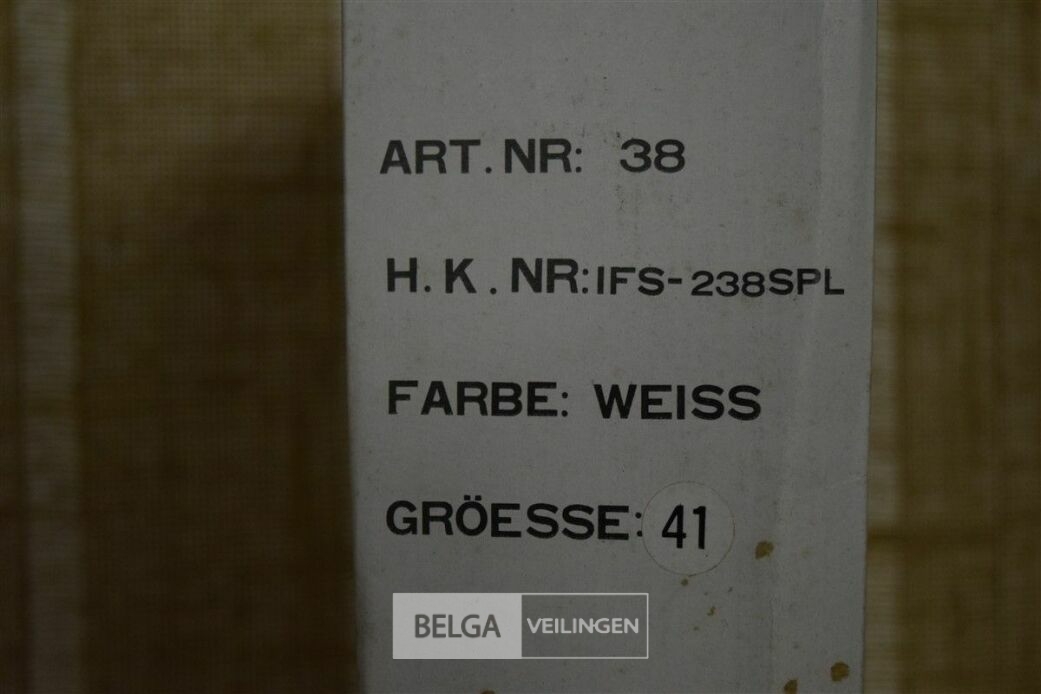 ART. NR: 38
H. K. NR: IFS-238SPL
FARBE: WEISS
GRÖESSE: 41
BELGA VEILINGEN